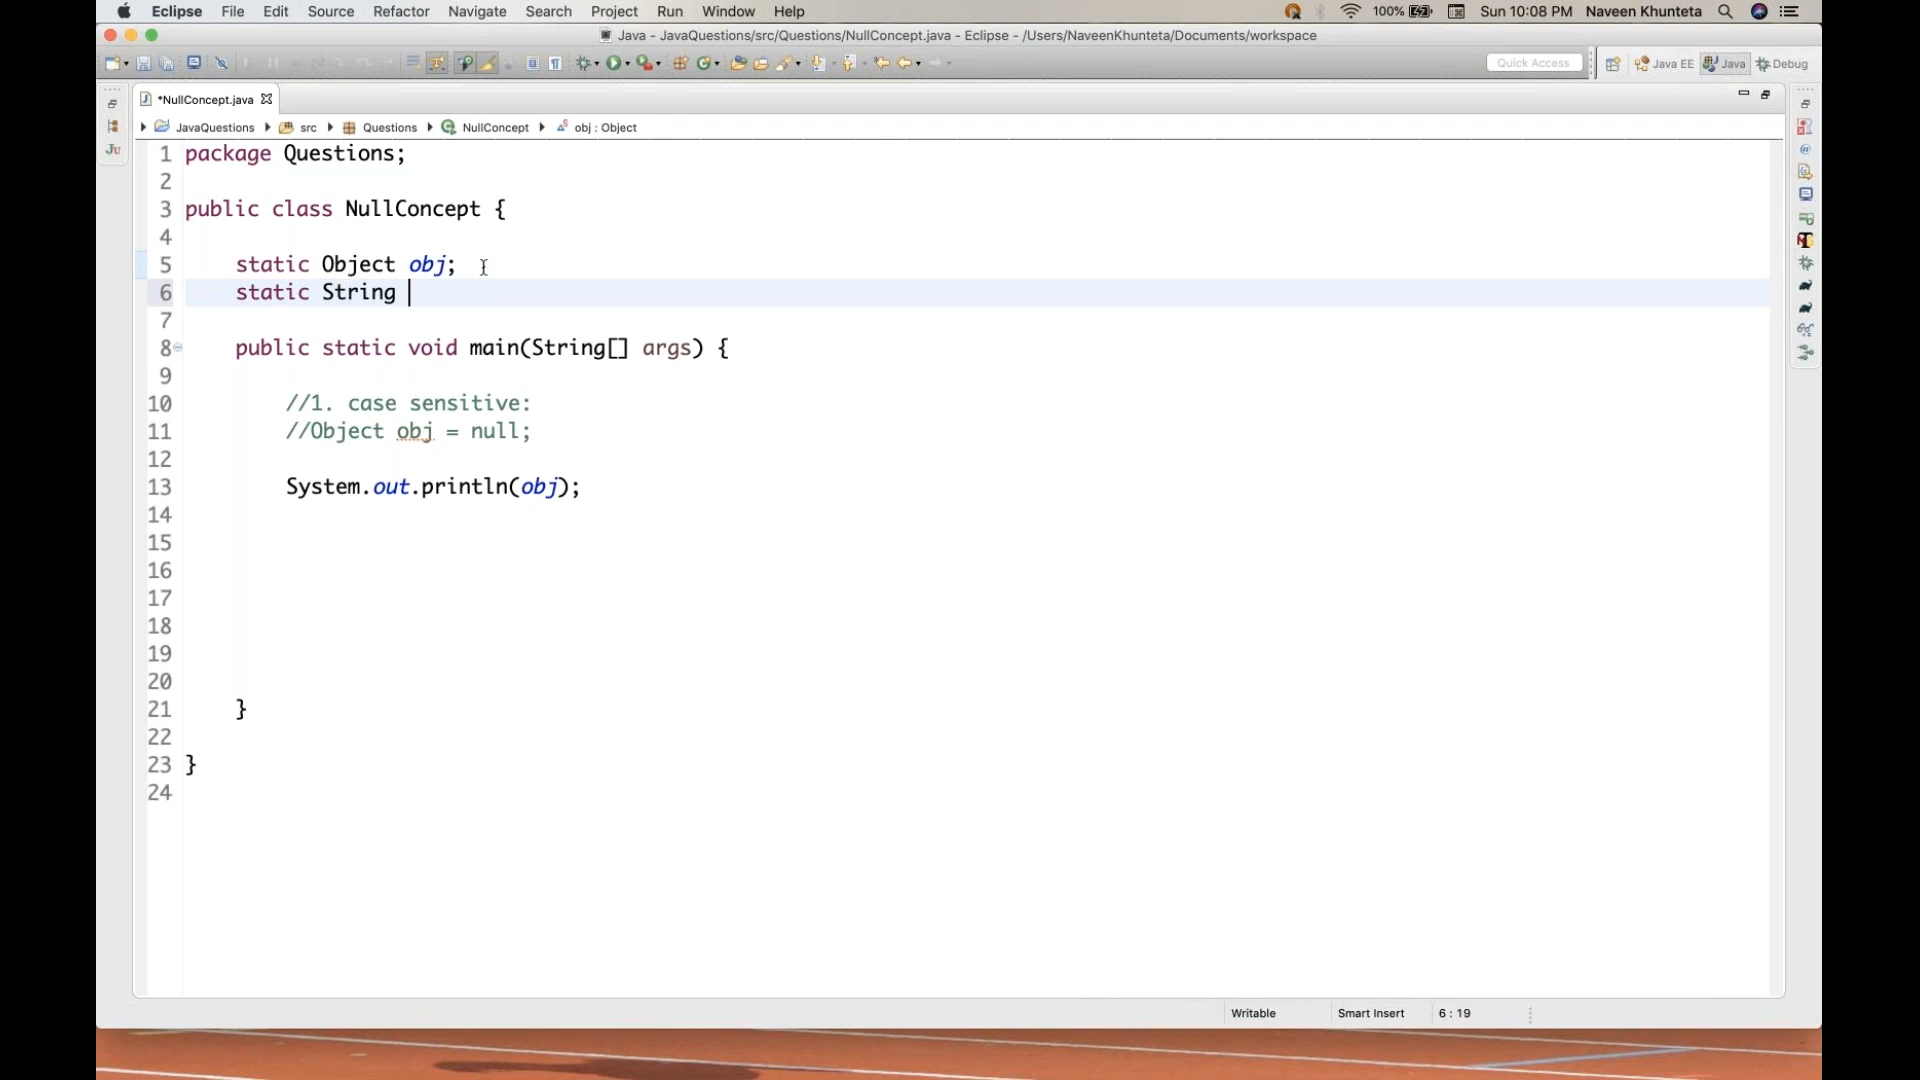 Eclipse File Edit Source Refactor Navigate Search Project Run Window Help 100% Sun 10:08 PM Naveen Khunteta
Java - JavaQuestions/src/Questions/NullConcept.java - Eclipse - /Users/NaveenKhunteta/Documents/workspace
Quick Access Java EE Java Debug
*NullConcept.java
JavaQuestions src Questions NullConcept obj : Object
1 package Questions;
2
3 public class NullConcept {
4
5 static Object obj;
6 static String
7
8 public static void main(String[] args) {
9
10 //1. case sensitive:
11 //Object obj = null;
12
13 System.out.println(obj);
14
15
16
17
18
19
20
21 }
22
23 }
24
Writable Smart Insert 6 : 19